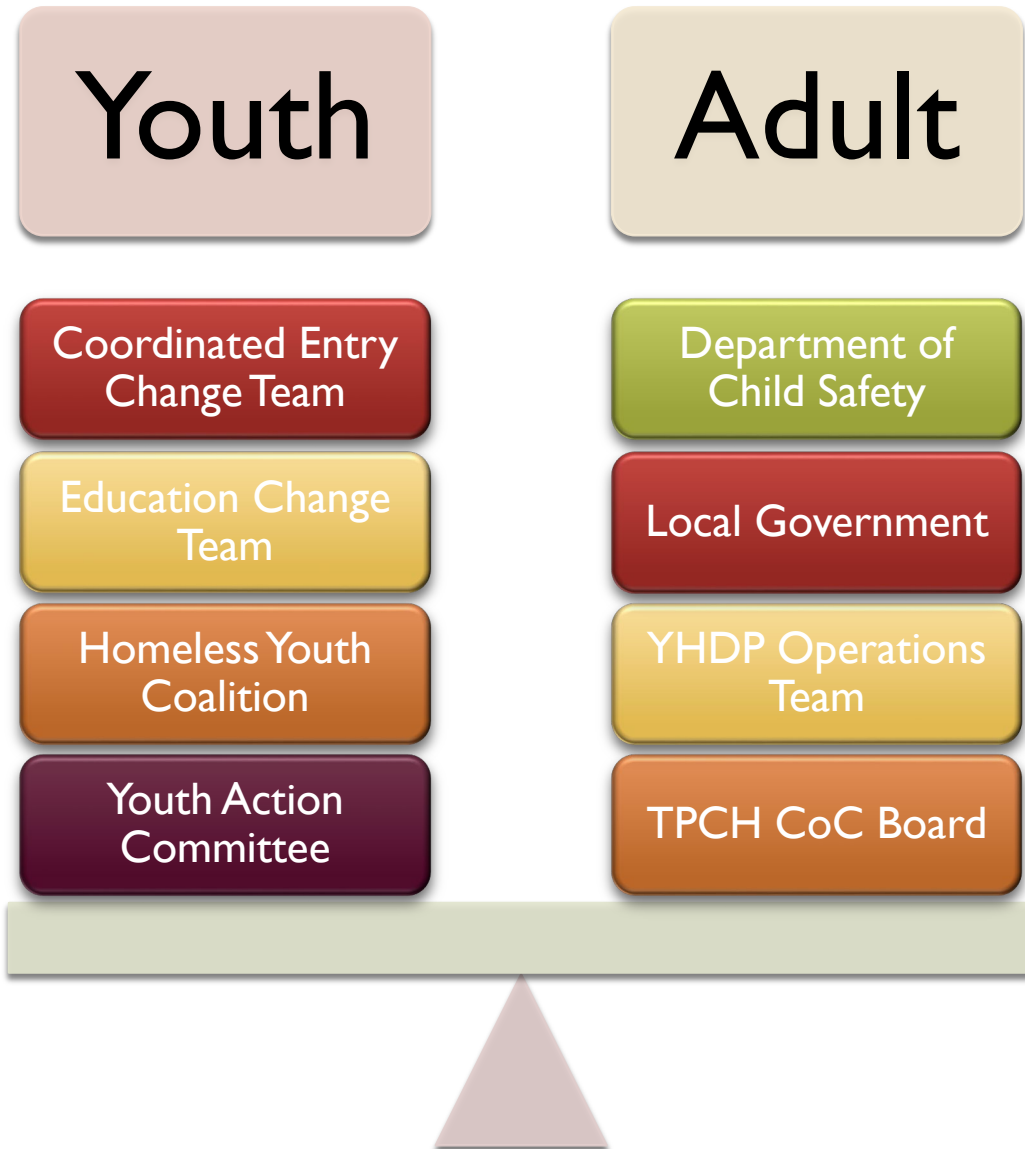 Youth
Adult
Coordinated Entry
Change Team
Education Change
Team
Homeless Youth
Coalition
Youth Action
Committee
Department of
Child Safety
Local Government
YHDP Operations
Team
TPCH CoC Board